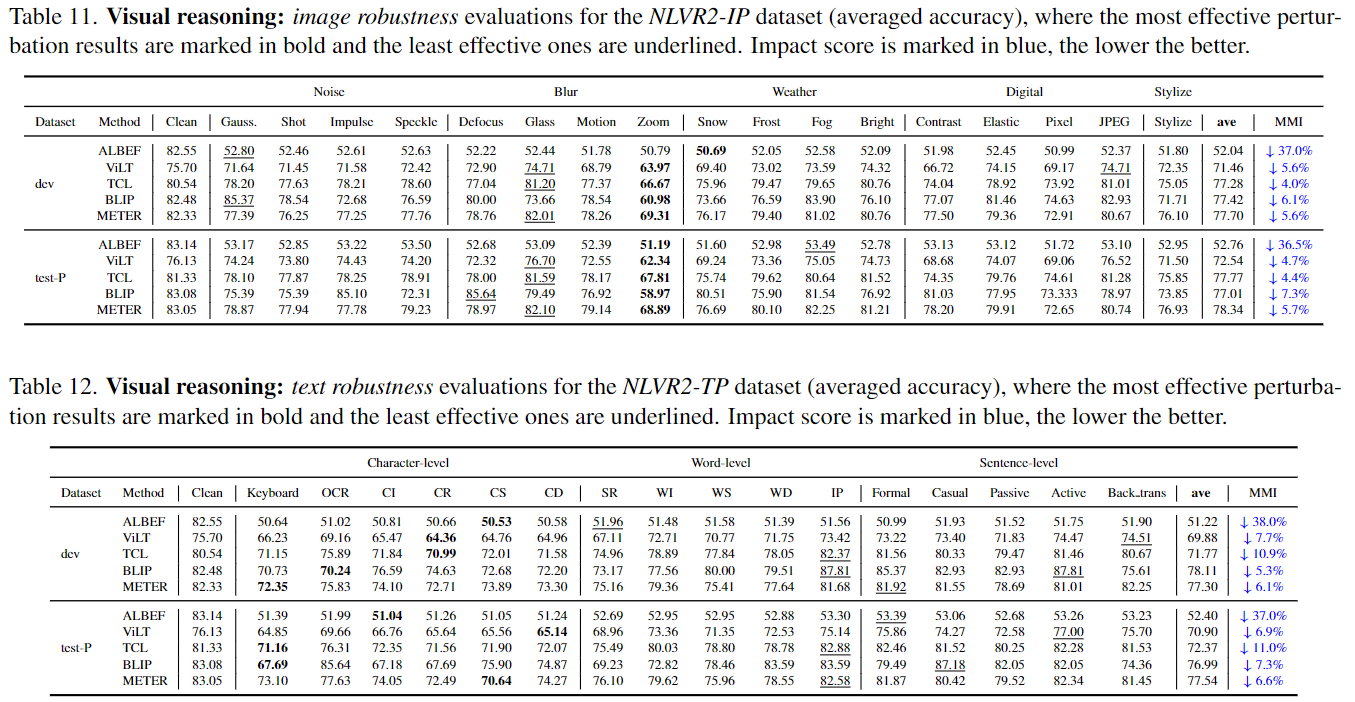 Table 11. Visual reasoning: image robustness evaluations for the NLVR2-IP dataset (averaged accuracy), where the most effective pertur-
bation results are marked in bold and the least effective ones are underlined. Impact score is marked in blue, the lower the better.
Noise Blur Weather Digital Stylize
Dataset Method Clean Gauss. Shot Impulse Speckle Defocus Glass Motion Zoom Snow Frost Fog Bright Contrast Elastic Pixel JPEG Stylize ave MMI
ALBEF 82.55 52.80 52.46 52.61 52.63 52.22 52.44 51.78 50.79 50.69 52.05 52.58 52.09 51.98 52.45 50.99 52.37 51.80 52.04 ↓ 37.0%
ViLT 75.70 71.64 71.45 71.58 72.42 72.90 74.71 68.79 63.97 69.40 73.02 73.59 74.32 66.72 74.15 69.17 74.71 72.35 71.46 ↓ 5.6%
dev TCL 80.54 78.20 77.63 78.21 78.60 77.04 81.20 77.37 66.67 75.96 79.47 79.65 80.76 74.04 78.92 73.92 81.01 75.05 77.28 ↓ 4.0%
BLIP 82.48 85.37 78.54 72.68 76.59 80.00 73.66 78.54 60.98 73.66 76.59 83.90 76.10 77.07 81.46 74.63 82.93 71.71 77.42 ↓ 6.1%
METER 82.33 77.39 76.25 77.25 77.76 78.76 82.01 78.26 69.31 76.17 79.40 81.02 80.76 77.50 79.36 72.91 80.67 76.10 77.70 ↓ 5.6%
ALBEF 83.14 53.17 52.85 53.22 53.50 52.68 53.09 52.39 51.19 51.60 52.98 53.49 52.78 53.13 53.12 51.72 53.10 52.95 52.76 ↓ 36.5%
ViLT 76.13 74.24 73.80 74.43 74.20 72.32 76.70 72.55 62.34 69.24 73.36 75.05 74.73 68.68 74.07 69.06 76.52 71.50 72.54 ↓ 4.7%
test-P TCL 81.33 78.10 77.87 78.25 78.91 78.00 81.59 78.17 67.81 75.74 79.62 80.64 81.52 74.35 79.76 74.61 81.28 75.85 77.77 ↓ 4.4%
BLIP 83.08 75.39 75.39 85.10 72.31 85.64 79.49 76.92 58.97 80.51 75.90 81.54 76.92 81.03 77.95 73.333 78.97 73.85 77.01 ↓ 7.3%
METER 83.05 78.87 77.94 77.78 79.23 78.97 82.10 79.14 68.89 76.69 80.10 82.25 81.21 78.20 79.91 72.65 80.74 76.93 78.34 ↓ 5.7%
Table 12. Visual reasoning: text robustness evaluations for the NLVR2-TP dataset (averaged accuracy), where the most effective perturba-
tion results are marked in bold and the least effective ones are underlined. Impact score is marked in blue, the lower the better.
Character-level Word-level Sentence-level
Dataset Method Clean Keyboard OCR CI CR CS CD SR WI WS WD IP Formal Casual Passive Active Back_trans ave MMI
ALBEF 82.55 50.64 51.02 50.81 50.66 50.53 50.58 51.96 51.48 51.58 51.39 51.56 50.99 51.93 51.52 51.75 51.90 51.22 ↓ 38.0%
ViLT 75.70 66.23 69.16 65.47 64.36 64.76 64.96 67.11 72.71 70.77 71.75 73.42 73.22 73.40 71.83 74.47 74.51 69.88 ↓ 7.7%
dev TCL 80.54 71.15 75.89 71.84 70.99 72.01 71.58 74.96 78.89 77.84 78.05 82.37 81.56 80.33 79.47 81.46 80.67 71.77 ↓ 10.9%
BLIP 82.48 70.73 70.24 76.59 74.63 72.68 72.20 73.17 77.56 80.00 79.51 87.81 85.37 82.93 82.93 87.81 75.61 78.11 ↓ 5.3%
METER 82.33 72.35 75.83 74.10 72.71 73.89 73.30 75.16 79.36 75.41 77.64 81.68 81.92 81.55 78.69 81.01 82.25 77.30 ↓ 6.1%
ALBEF 83.14 51.39 51.99 51.04 51.26 51.05 51.24 52.69 52.95 52.95 52.88 53.30 53.39 53.06 52.68 53.26 53.23 52.40 ↓ 37.0%
ViLT 76.13 64.85 69.66 66.76 65.64 65.56 65.14 68.96 73.36 71.35 72.53 75.14 75.86 74.27 72.58 77.00 75.70 70.90 ↓ 6.9%
test-P TCL 81.33 71.16 76.31 72.35 71.56 71.90 72.07 75.49 80.03 78.80 78.78 82.88 82.46 81.52 80.25 82.28 81.53 72.37 ↓ 11.0%
BLIP 83.08 67.69 85.64 67.18 67.69 75.90 74.87 69.23 72.82 78.46 83.59 83.59 79.49 87.18 82.05 82.05 74.36 76.99 ↓ 7.3%
METER 83.05 73.10 77.63 74.05 72.49 70.64 74.27 76.10 79.62 75.96 78.55 82.58 81.87 80.42 79.52 82.34 81.45 77.54 ↓ 6.6%